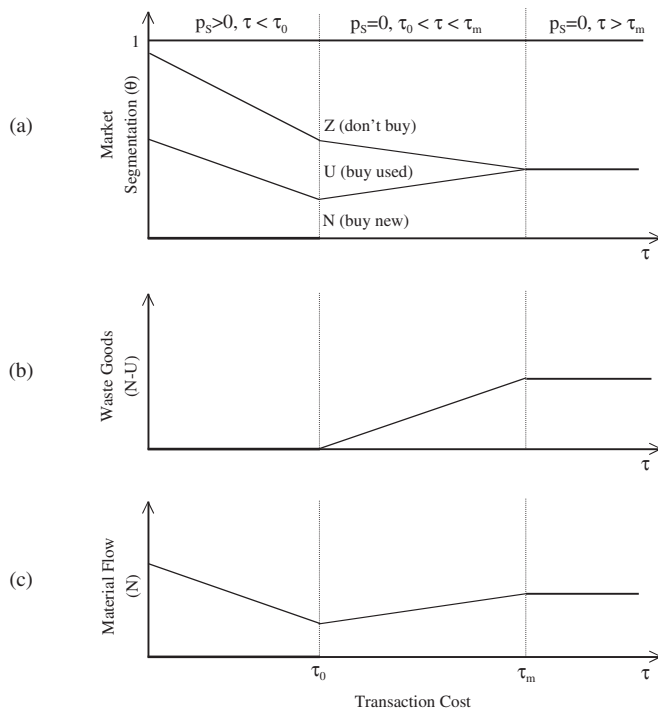 p_S>0, τ < τ_0
p_S=0, τ_0 < τ < τ_m
p_S=0, τ > τ_m
1
(a)
Market
Segmentation (θ)
Z (don't buy)
U (buy used)
N (buy new)
τ
(b)
Waste Goods
(N-U)
τ
(c)
Material Flow
(N)
τ_0
τ_m
τ
Transaction Cost